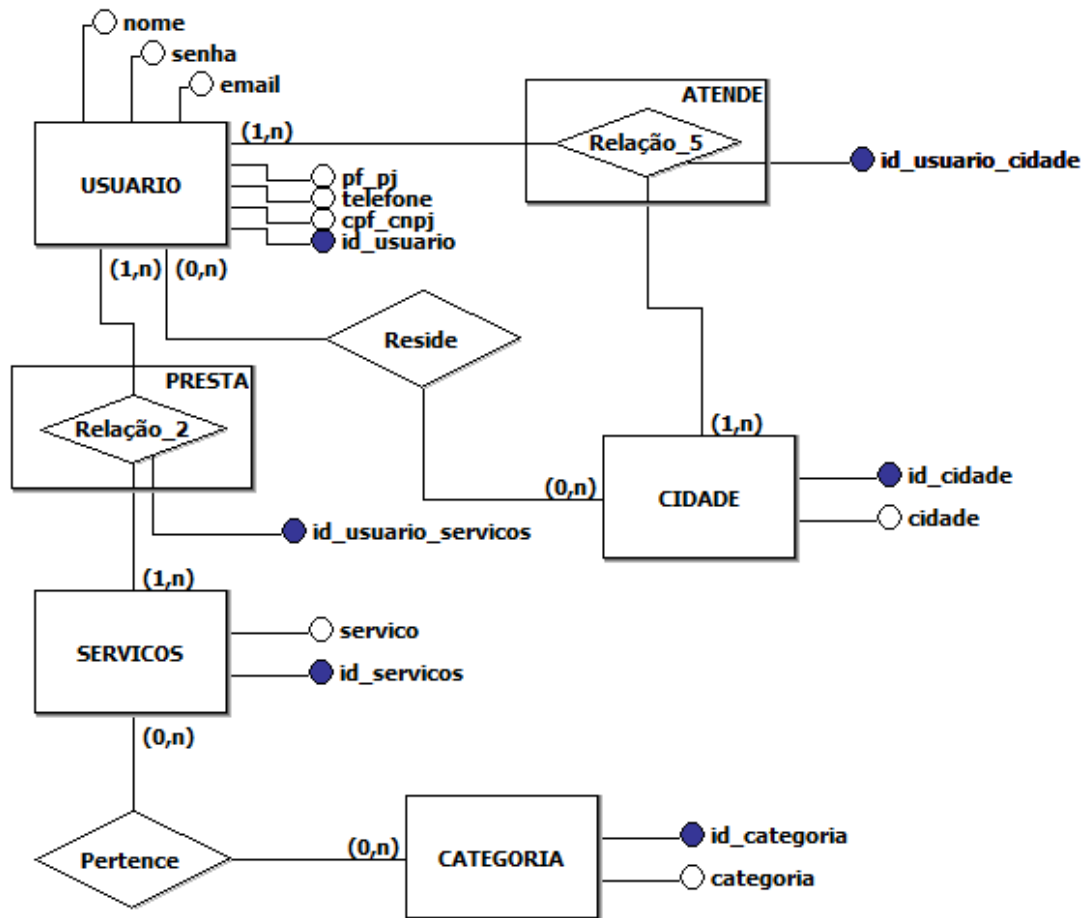 nome
senha
email
USUARIO
(1,n)
ATENDE
Relação_5
id_usuario_cidade
pf_pj
telefone
cpf_cnpj
id_usuario
(1,n)
(0,n)
Reside
PRESTA
Relação_2
id_usuario_servicos
(1,n)
(0,n)
CIDADE
id_cidade
cidade
(1,n)
SERVICOS
servico
id_servicos
(0,n)
Pertence
(0,n)
CATEGORIA
id_categoria
categoria